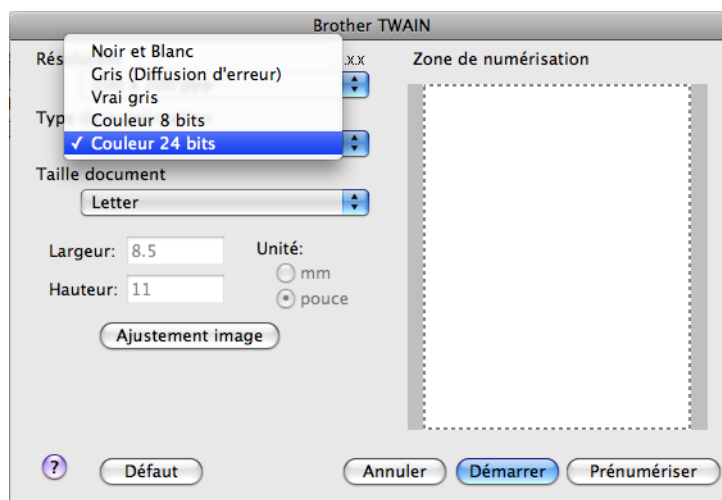 Brother TWAIN
Rés
.x.x
Zone de numérisation
Noir et Blanc
Gris (Diffusion d'erreur)
Vrai gris
Couleur 8 bits
✓ Couleur 24 bits
Typ
Taille document
Letter
Largeur: 8.5
Unité:
mm
Hauteur: 11
pouce
Ajustement image
?
Défaut
Annuler
Démarrer
Prénumériser